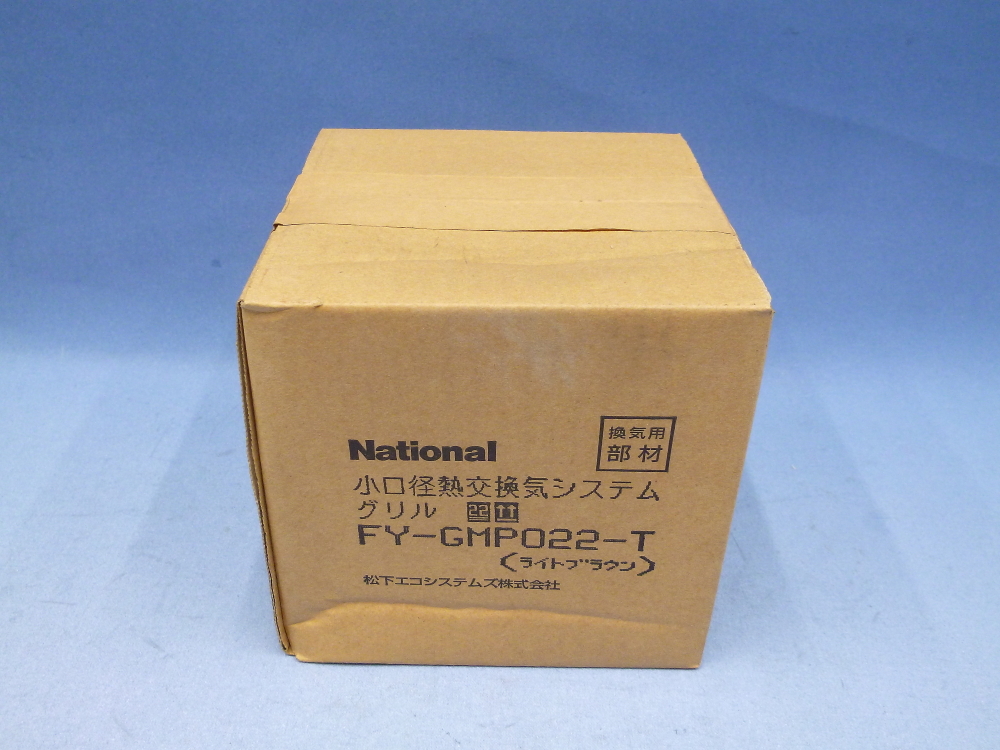 National
換気用
部材
小口径熱交換気システム
グリル 22
FY-GMP022-T
(ライトブラウン)
松下エコシステムズ株式会社